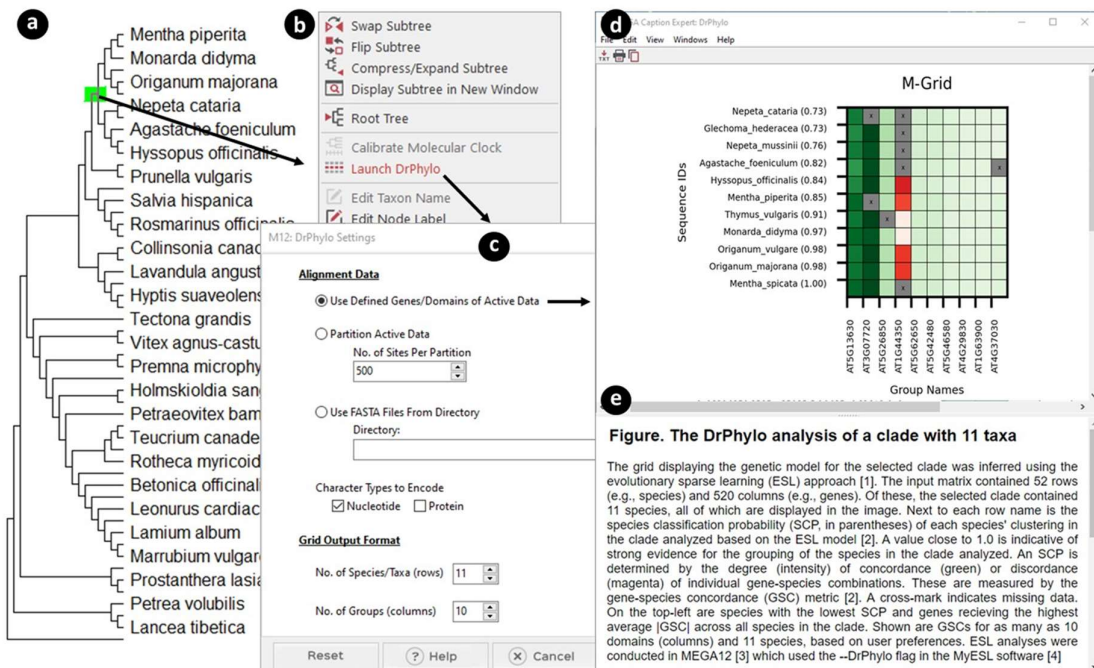 a
Mentha piperita
Monarda didyma
Origanum majorana
Nepeta cataria
Agastache foeniculum
Hyssopus officinalis
Prunella vulgaris
Salvia hispanica
Rosmarinus officinalis
Collinsonia canad
Lavandula angust
Hyptis suaveolens
Tectona grandis
Vitex agnus-castu
Premna microphy
Holmskioldia sang
Petraeovitex bam
Teucrium canade
Rotheca myricoid
Betonica officinali
Leonurus cardiac
Lamium album
Marrubium vulgar
Prostanthera lasia
Petrea volubilis
Lancea tibetica
b
Swap Subtree
Flip Subtree
Compress/Expand Subtree
Display Subtree in New Window
Root Tree
Calibrate Molecular Clock
Launch DrPhylo
Edit Taxon Name
Edit Node Label
c
M12: DrPhylo Settings
Alignment Data
Use Defined Genes/Domains of Active Data
Partition Active Data
No. of Sites Per Partition
500
Use FASTA Files From Directory
Directory:
Character Types to Encode
Nucleotide Protein
Grid Output Format
No. of Species/Taxa (rows) 11
No. of Groups (columns) 10
Reset Help Cancel
d
Caption Expert: DrPhylo
File Edit View Windows Help
TXT
M-Grid
Sequence IDs
Nepeta_cataria (0.73)
Glechoma_hederacea (0.73)
Nepeta_mussinii (0.76)
Agastache_foeniculum (0.82)
Hyssopus_officinalis (0.84)
Mentha_piperita (0.85)
Thymus_vulgaris (0.91)
Monarda_didyma (0.97)
Origanum_vulgare (0.98)
Origanum_majorana (0.98)
Mentha_spicata (1.00)
AT5G13630
AT3G07720
AT5G26850
AT1G44350
AT5G62650
AT5G42480
AT5G46580
AT4G29830
AT1G63900
AT4G37030
Group Names
e
Figure. The DrPhylo analysis of a clade with 11 taxa
The grid displaying the genetic model for the selected clade was inferred using the
evolutionary sparse learning (ESL) approach [1]. The input matrix contained 52 rows
(e.g., species) and 520 columns (e.g., genes). Of these, the selected clade contained
11 species, all of which are displayed in the image. Next to each row name is the
species classification probability (SCP, in parentheses) of each species' clustering in
the clade analyzed based on the ESL model [2]. A value close to 1.0 is indicative of
strong evidence for the grouping of the species in the clade analyzed. An SCP is
determined by the degree (intensity) of concordance (green) or discordance
(magenta) of individual gene-species combinations. These are measured by the
gene-species concordance (GSC) metric [2]. A cross-mark indicates missing data.
On the top-left are species with the lowest SCP and genes recieving the highest
average |GSC| across all species in the clade. Shown are GSCs for as many as 10
domains (columns) and 11 species, based on user preferences. ESL analyses were
conducted in MEGA12 [3] which used the --DrPhylo flag in the MyESL software [4]